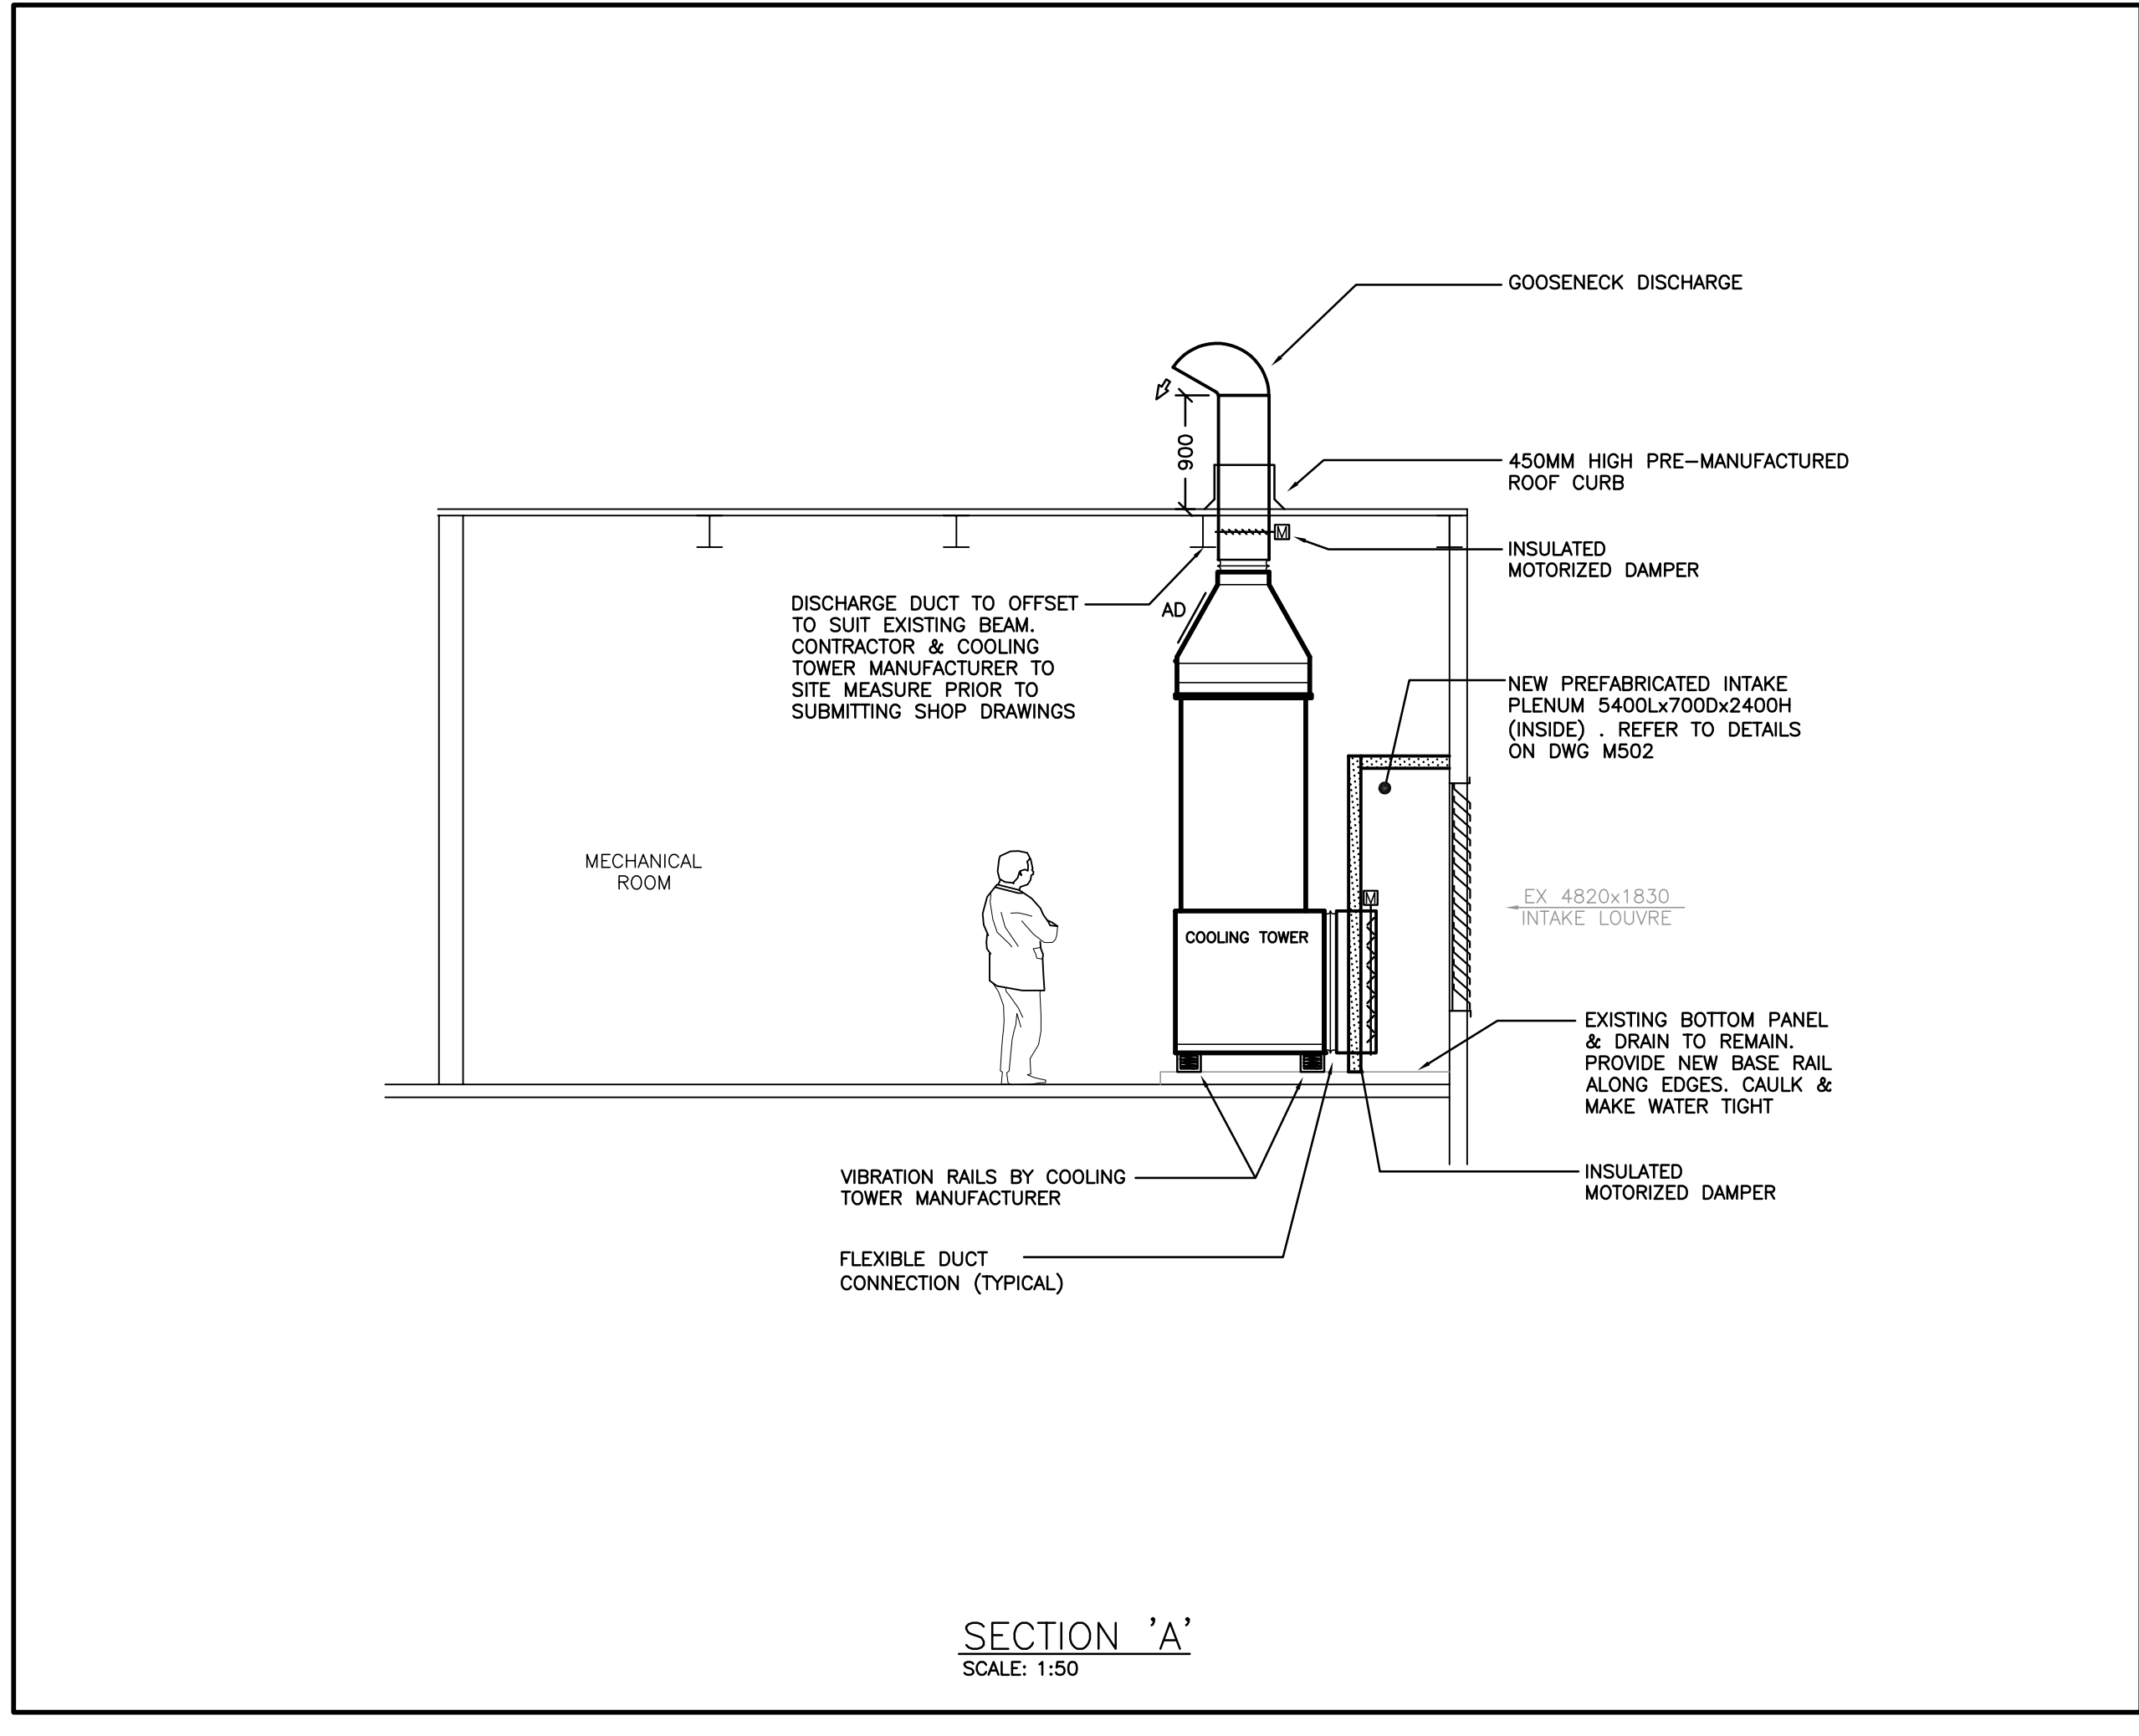 GOOSENECK DISCHARGE
900
450MM HIGH PRE-MANUFACTURED
ROOF CURB
M
INSULATED
MOTORIZED DAMPER
DISCHARGE DUCT TO OFFSET
TO SUIT EXISTING BEAM.
CONTRACTOR & COOLING
TOWER MANUFACTURER TO
SITE MEASURE PRIOR TO
SUBMITTING SHOP DRAWINGS
AD
NEW PREFABRICATED INTAKE
PLENUM 5400Lx700Dx2400H
(INSIDE) . REFER TO DETAILS
ON DWG M502
MECHANICAL
ROOM
M
EX 4820x1830
INTAKE LOUVRE
COOLING TOWER
EXISTING BOTTOM PANEL
& DRAIN TO REMAIN.
PROVIDE NEW BASE RAIL
ALONG EDGES. CAULK &
MAKE WATER TIGHT
VIBRATION RAILS BY COOLING
TOWER MANUFACTURER
INSULATED
MOTORIZED DAMPER
FLEXIBLE DUCT
CONNECTION (TYPICAL)
SECTION 'A'
SCALE: 1:50